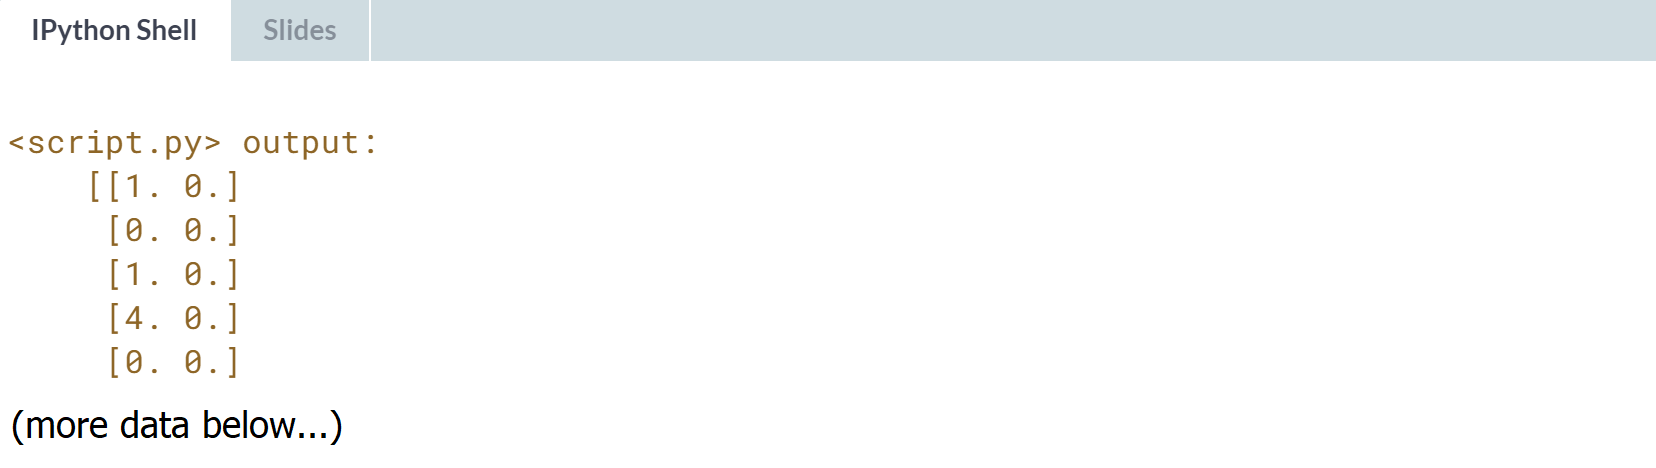 IPython Shell Slides
<script.py> output:
[[1. 0.]
[0. 0.]
[1. 0.]
[4. 0.]
[0. 0.]
(more data below...)